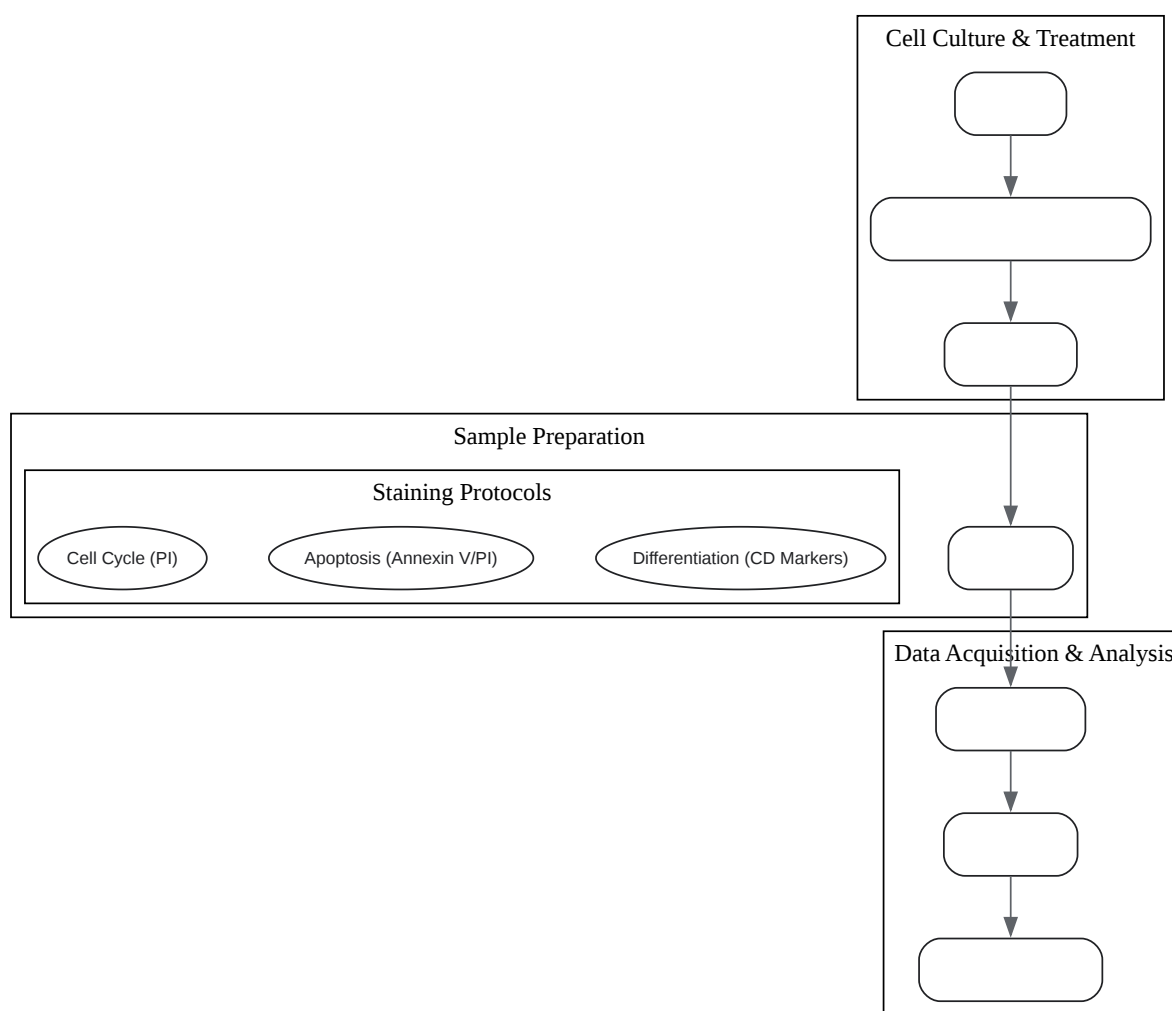 Cell Culture & Treatment
Sample Preparation
Staining Protocols
Cell Cycle (PI)
Apoptosis (Annexin V/PI)
Differentiation (CD Markers)
Data Acquisition & Analysis